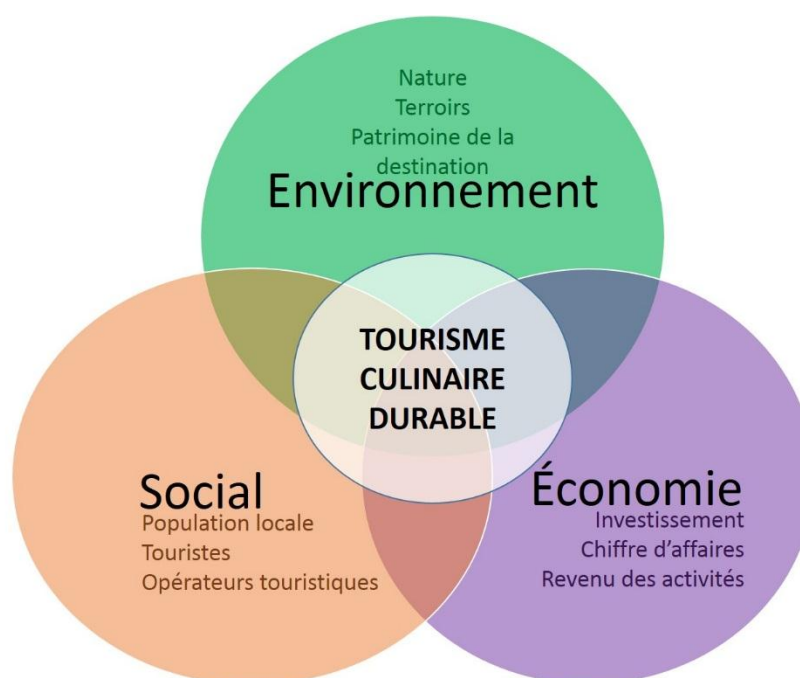 Nature
Terroirs
Patrimoine de la
destination
Environnement
TOURISME
CULINAIRE
DURABLE
Social
Population locale
Touristes
Opérateurs touristiques
Économie
Investissement
Chiffre d’affaires
Revenu des activités